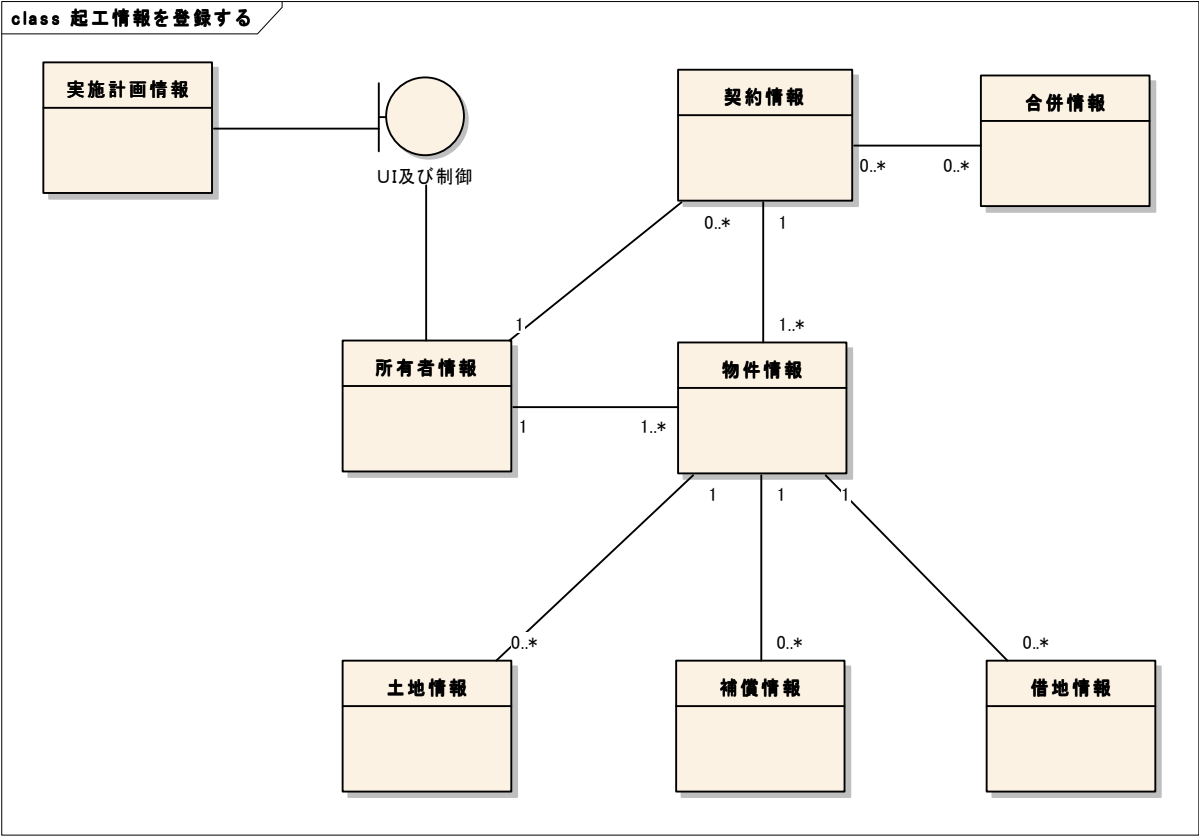 class 起工情報を登録する
実施計画情報
UI及び制御
契約情報
合併情報
0..*
0..*
0..*
1
1
1..*
所有者情報
物件情報
1
1..*
1
1
1
0..*
0..*
0..*
土地情報
補償情報
借地情報